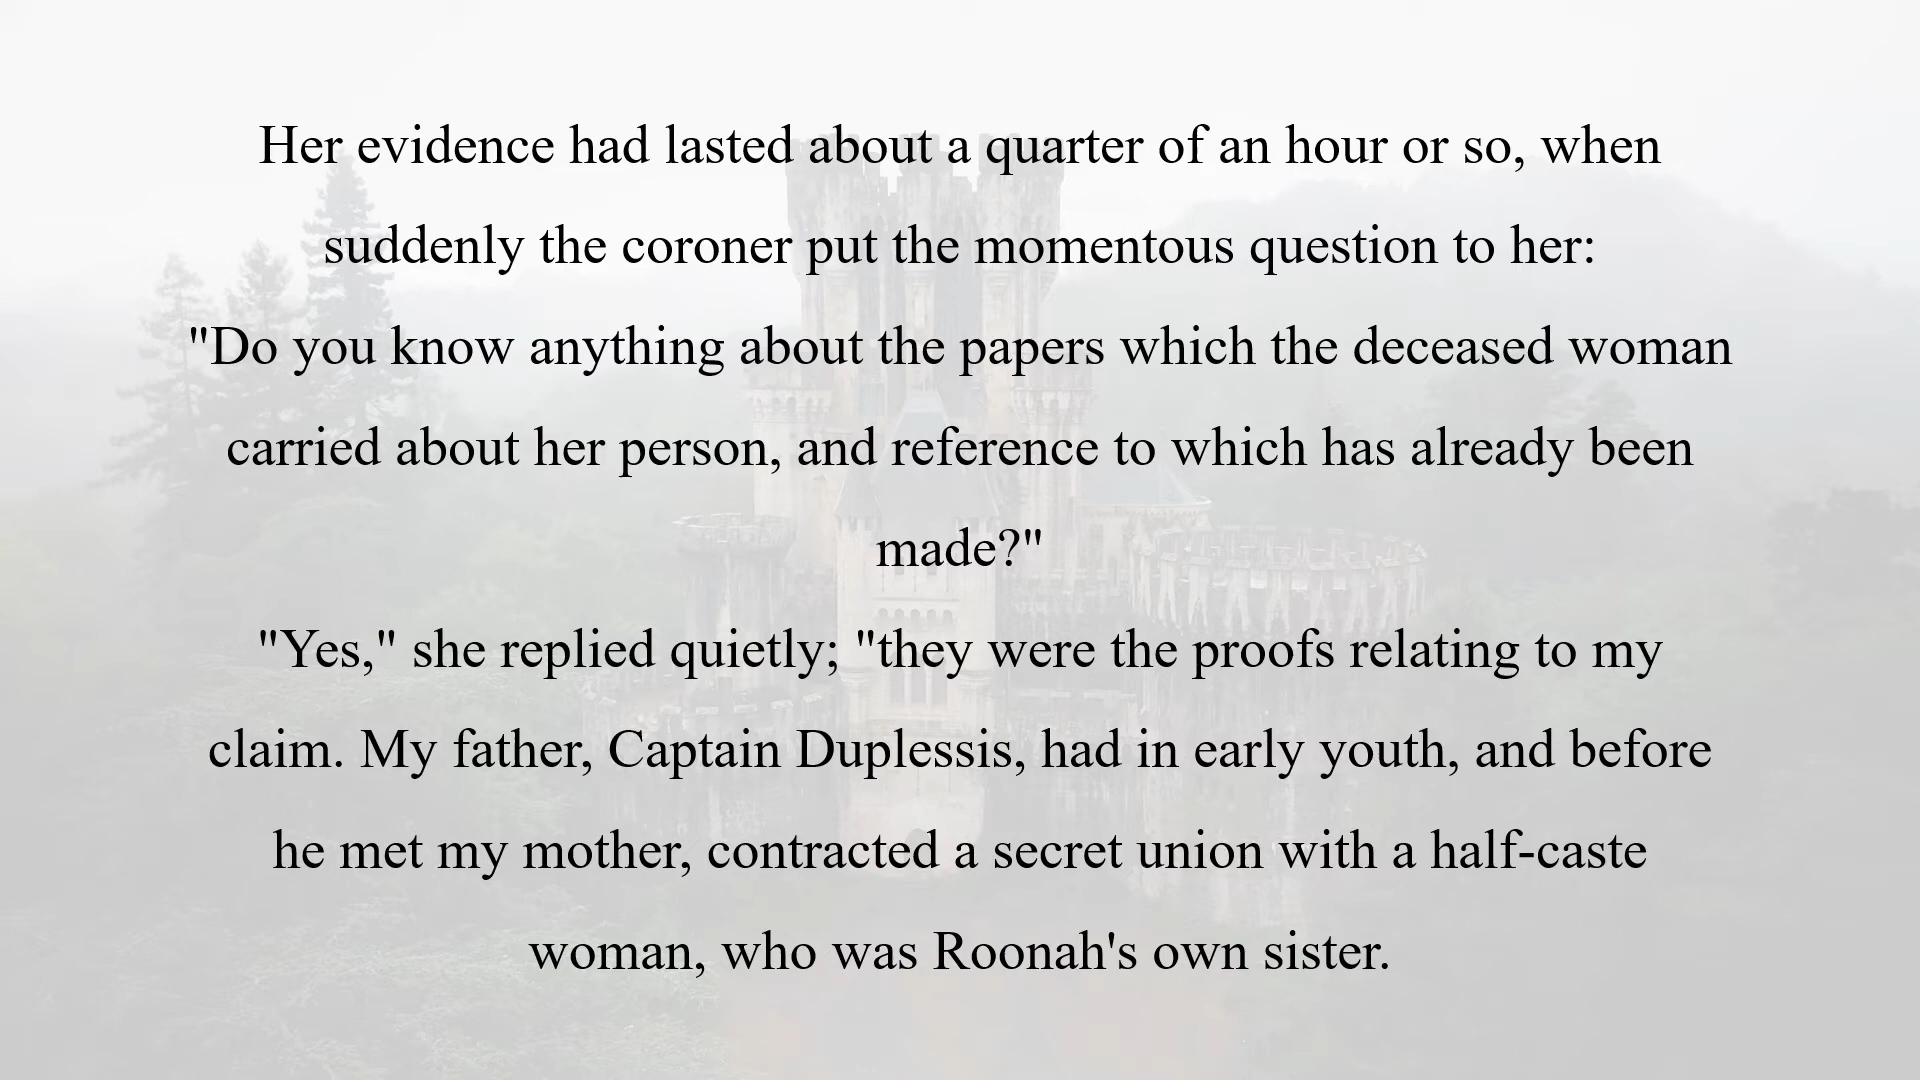 Her evidence had lasted about a quarter of an hour or so, when
suddenly the coroner put the momentous question to her:
"Do you know anything about the papers which the deceased woman
carried about her person, and reference to which has already been
made?"
"Yes," she replied quietly; "they were the proofs relating to my
claim. My father, Captain Duplessis, had in early youth, and before
he met my mother, contracted a secret union with a half-caste
woman, who was Roonah's own sister.